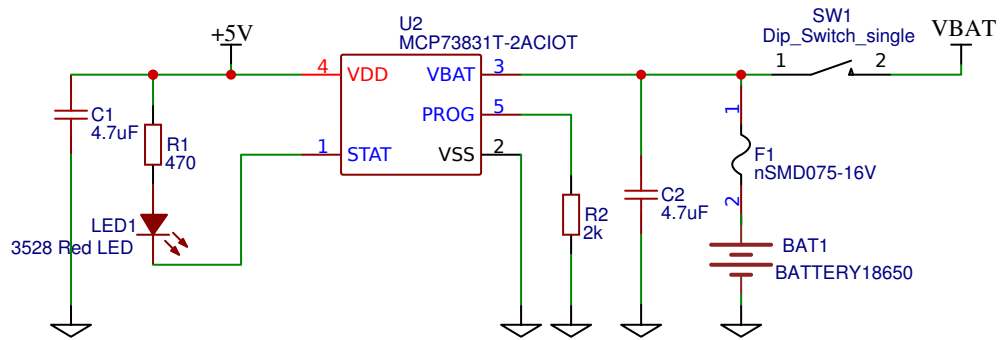 U2
MCP73831T-2ACIOT
+5V
SW1
Dip_Switch_single
VBAT
4
VDD
VBAT
3
1
2
PROG
5
C1
4.7uF
R1
470
1
STAT
VSS
2
1
F1
nSMD075-16V
2
LED1
3528 Red LED
R2
2k
C2
4.7uF
BAT1
BATTERY18650